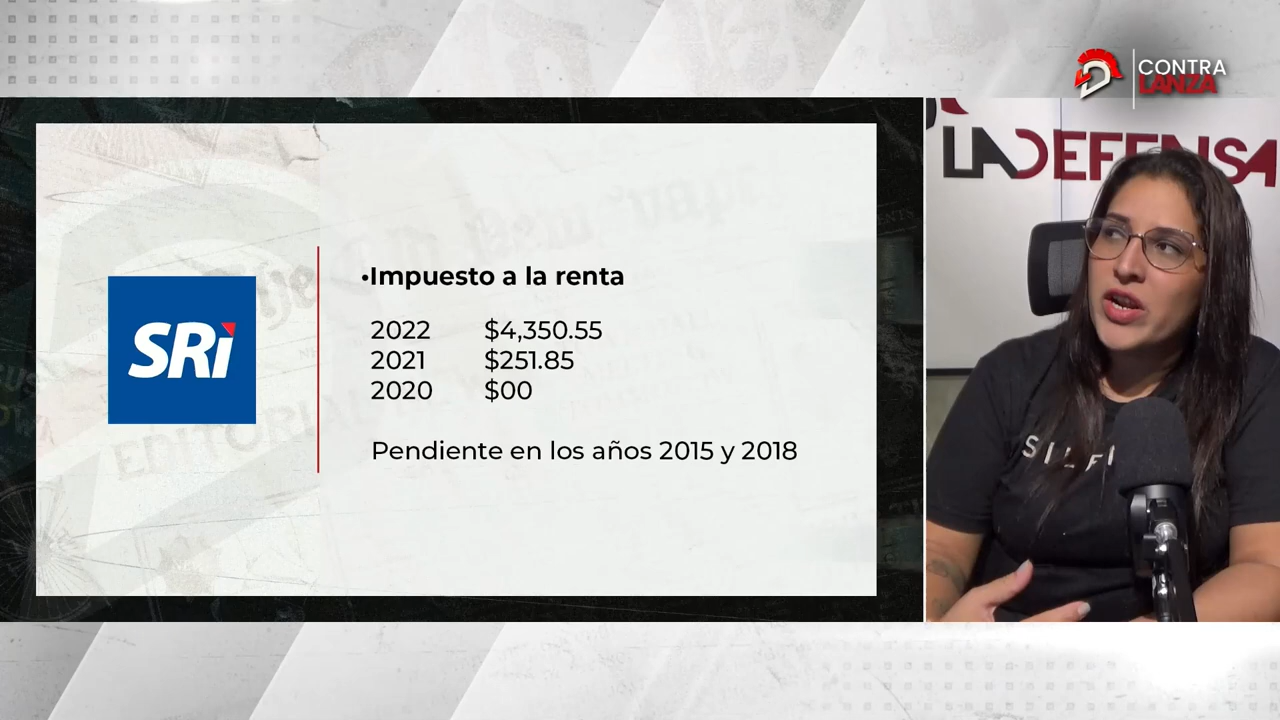 CONTRA
LANZA
LA DEFENSA
SRi
•Impuesto a la renta
2022 $4,350.55
2021 $251.85
2020 $00
Pendiente en los años 2015 y 2018